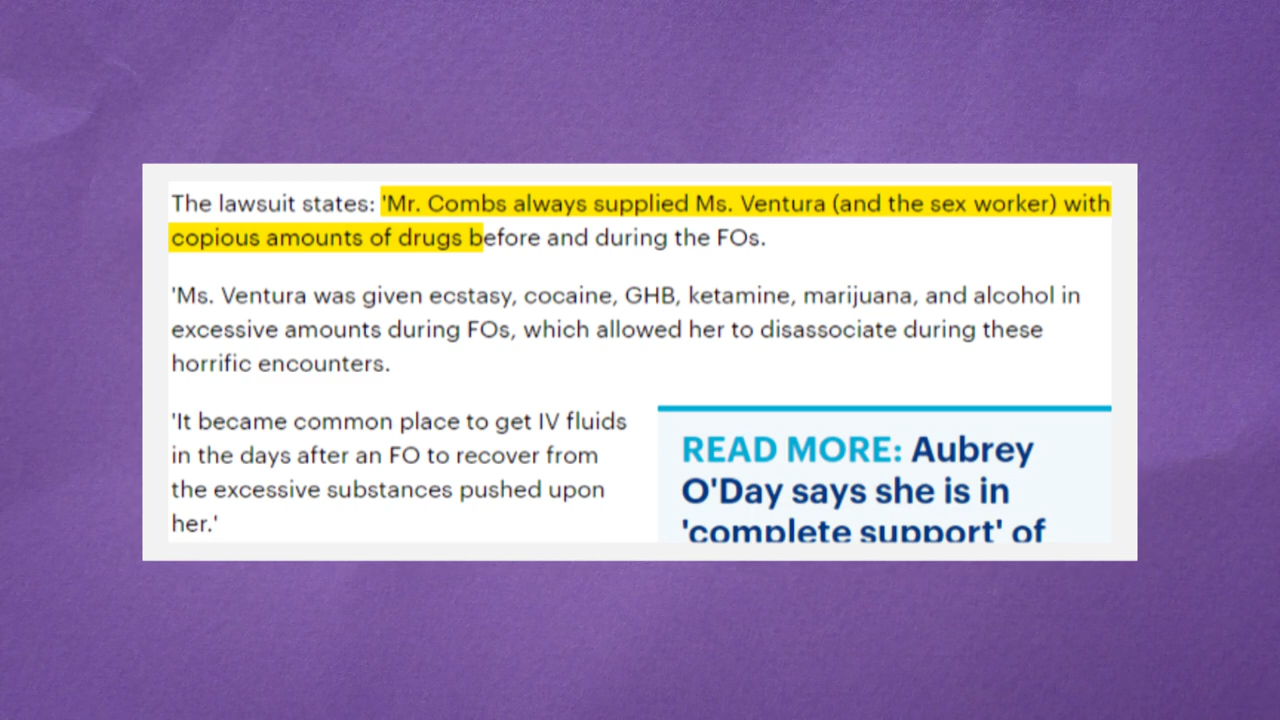 The lawsuit states: 'Mr. Combs always supplied Ms. Ventura (and the sex worker) with
copious amounts of drugs before and during the FOs.
'Ms. Ventura was given ecstasy, cocaine, GHB, ketamine, marijuana, and alcohol in
excessive amounts during FOs, which allowed her to disassociate during these
horrific encounters.
'It became common place to get IV fluids
in the days after an FO to recover from
the excessive substances pushed upon
her.'
READ MORE: Aubrey
O'Day says she is in
'complete support' of